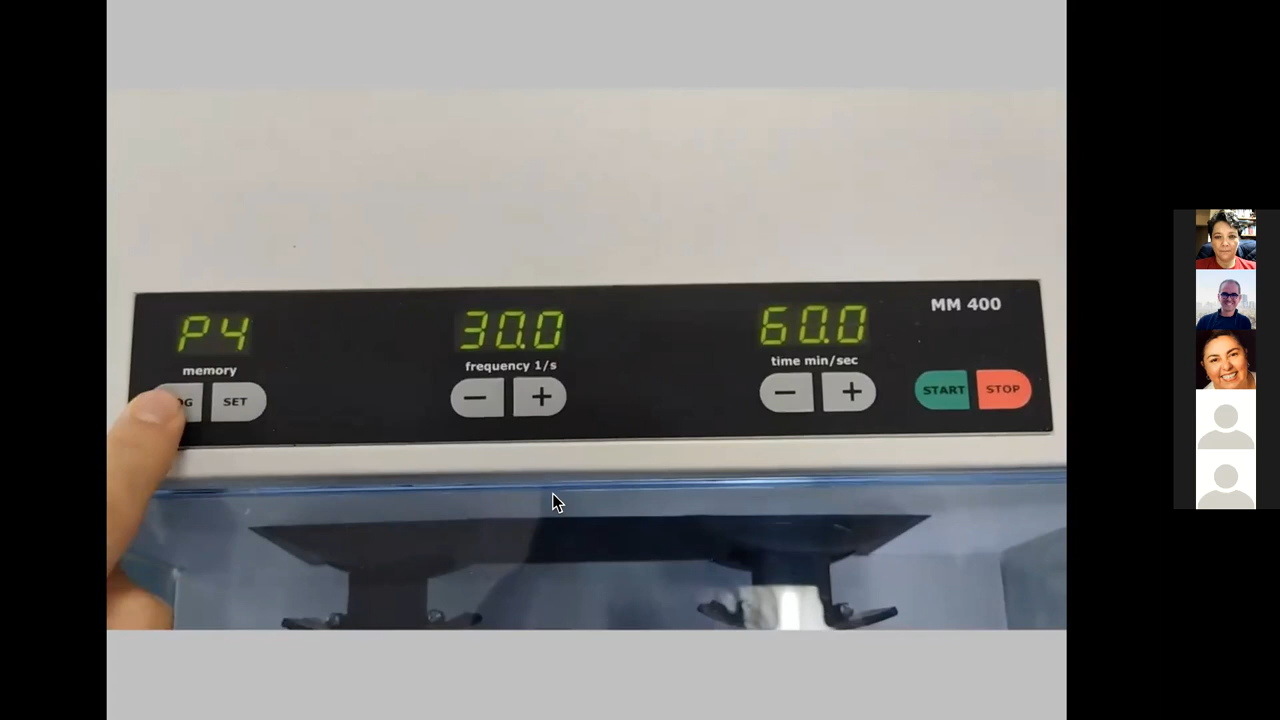 MM 400
P4 30.0 60.0
memory frequency 1/s time min/sec
SET − + − + START STOP